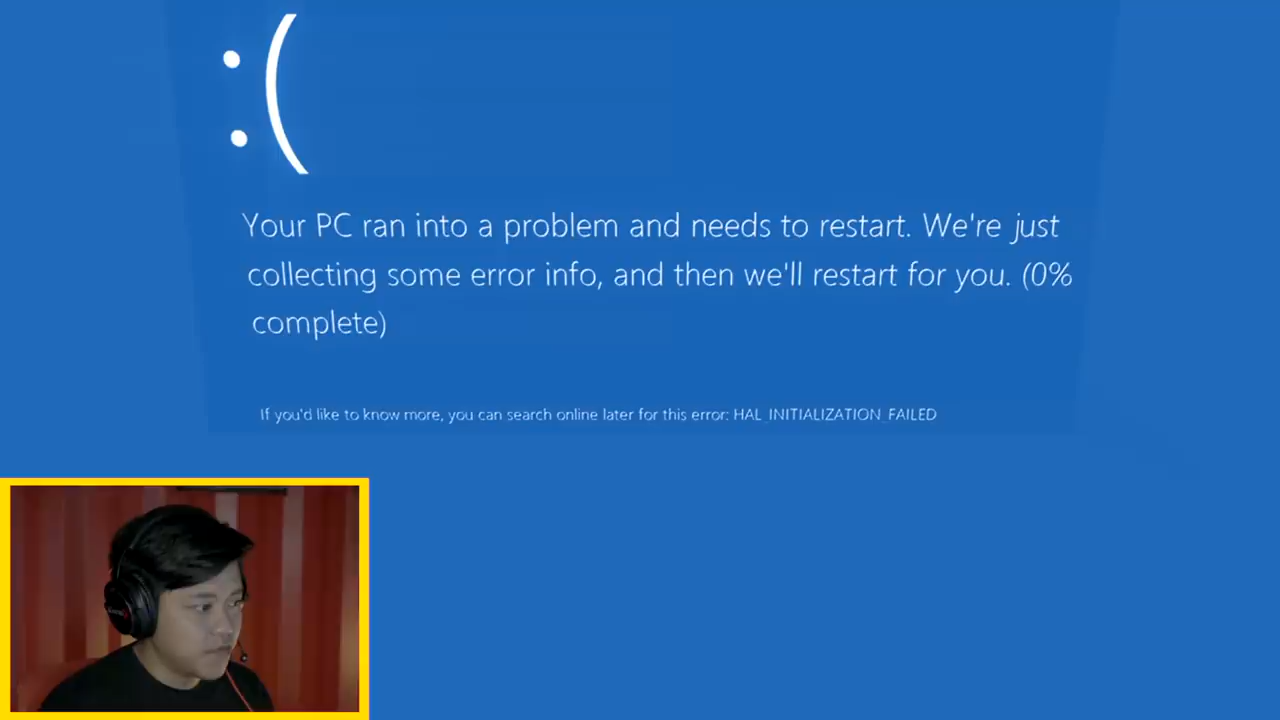 :(
Your PC ran into a problem and needs to restart. We're just
collecting some error info, and then we'll restart for you. (0%
complete)
If you'd like to know more, you can search online later for this error: HAL_INITIALIZATION_FAILED